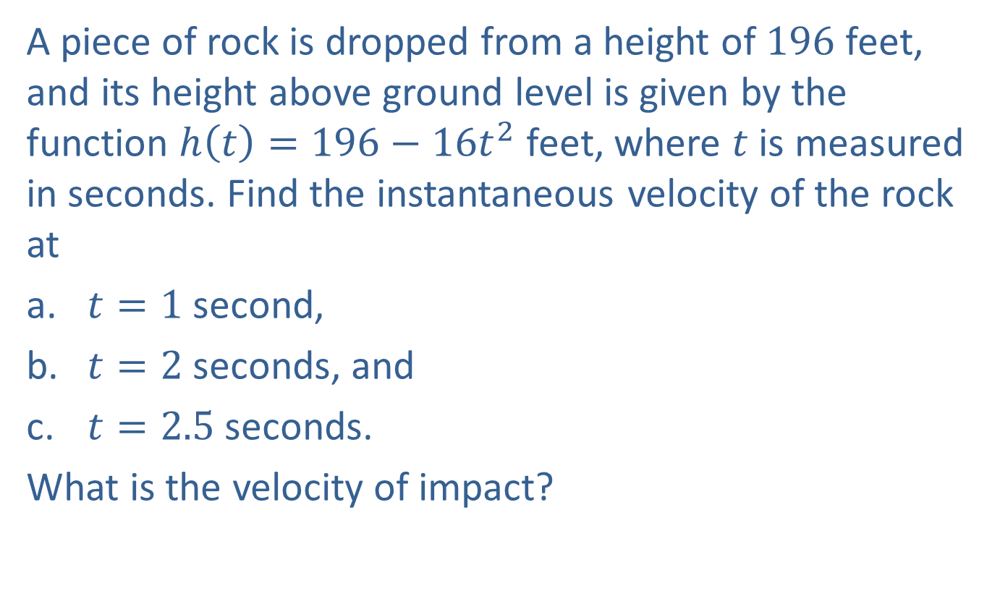 A piece of rock is dropped from a height of 196 feet,
and its height above ground level is given by the
function h(t) = 196 − 16t² feet, where t is measured
in seconds. Find the instantaneous velocity of the rock
at
a. t = 1 second,
b. t = 2 seconds, and
c. t = 2.5 seconds.
What is the velocity of impact?